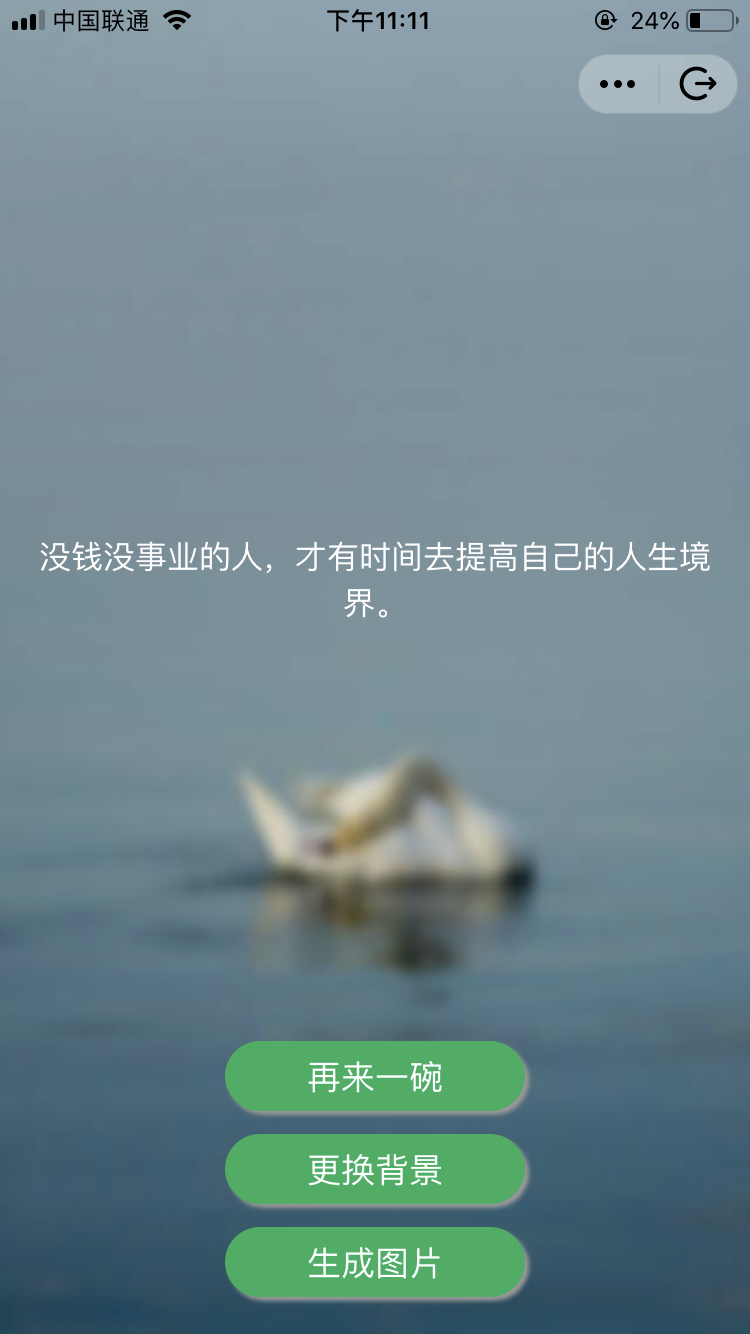 中国联通 下午11:11 24%
没钱没事业的人，才有时间去提高自己的人生境
界。
再来一碗
更换背景
生成图片